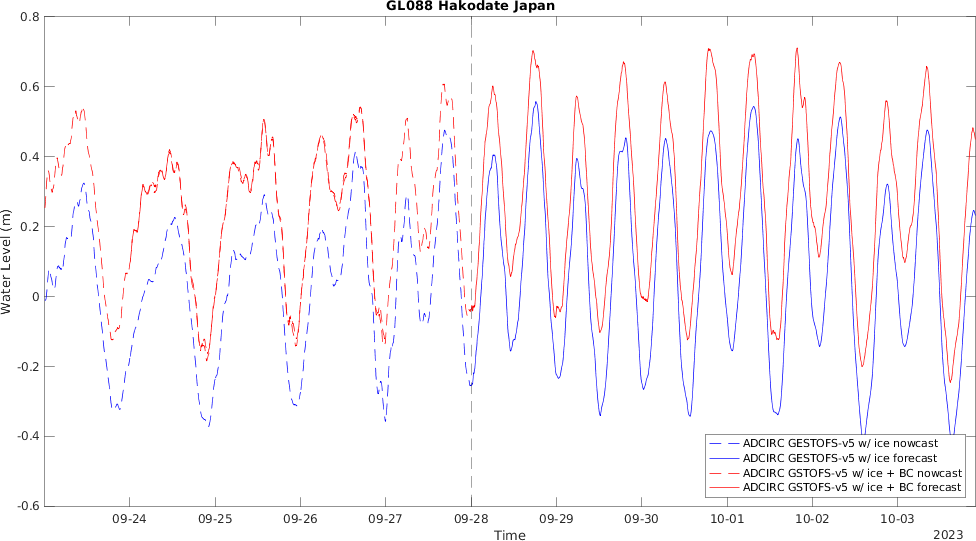 GL088 Hakodate Japan
Water Level (m)
0.8
0.6
0.4
0.2
0
-0.2
-0.4
-0.6
09-24
09-25
09-26
09-27
09-28
09-29
09-30
10-01
10-02
10-03
Time
2023
ADCIRC GESTOFS-v5 w/ ice nowcast
ADCIRC GESTOFS-v5 w/ ice forecast
ADCIRC GSTOFS-v5 w/ ice + BC nowcast
ADCIRC GSTOFS-v5 w/ ice + BC forecast